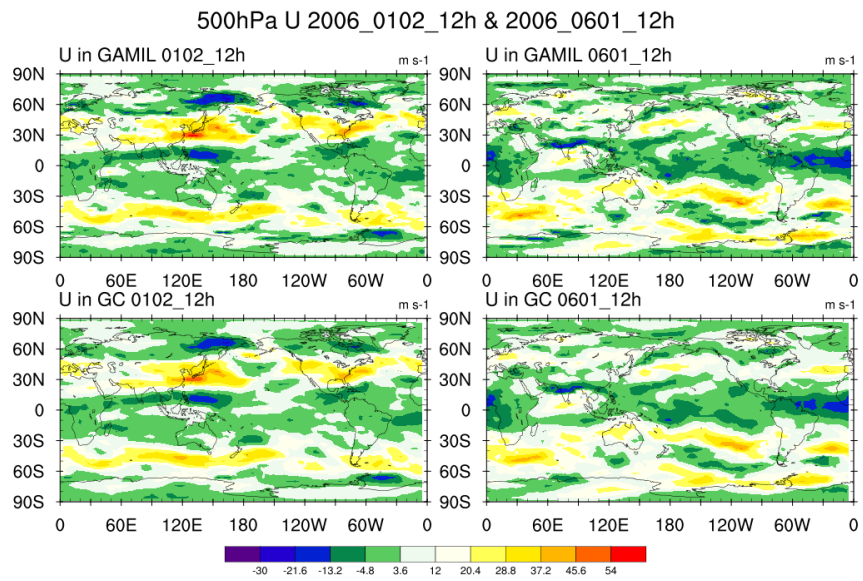 500hPa U 2006_0102_12h & 2006_0601_12h
U in GAMIL 0102_12h m s-1
90N
60N
30N
0
30S
60S
90S
0 60E 120E 180 120W 60W 0
U in GAMIL 0601_12h m s-1
90N
60N
30N
0
30S
60S
90S
0 60E 120E 180 120W 60W 0
U in GC 0102_12h m s-1
90N
60N
30N
0
30S
60S
90S
0 60E 120E 180 120W 60W 0
U in GC 0601_12h m s-1
90N
60N
30N
0
30S
60S
90S
0 60E 120E 180 120W 60W 0
-30 -21.6 -13.2 -4.8 3.6 12 20.4 28.8 37.2 45.6 54